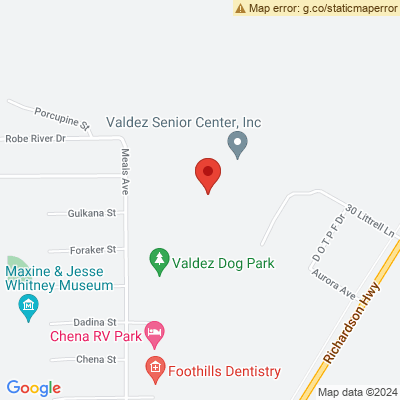 Map error: g.co/staticmaperror
Porcupine St
Valdez Senior Center, Inc
Robe River Dr
Meals Ave
Gulkana St
30 Littrell Ln
D O T P F Dr
Foraker St
Valdez Dog Park
Maxine & Jesse
Whitney Museum
Aurora Ave
Richardson Hwy
Dadina St
Chena RV Park
Chena St
Foothills Dentistry
Google
Map data ©2024